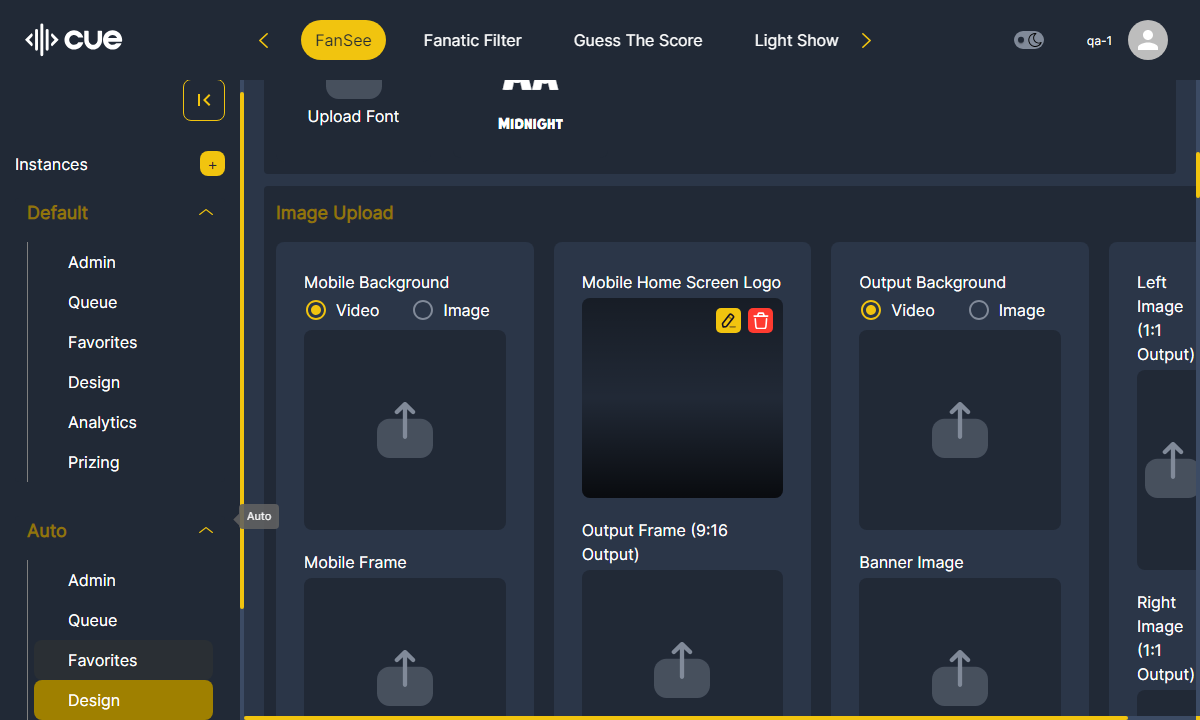 cue
FanSee
Fanatic Filter
Guess The Score
Light Show
qa-1
Instances
+
Default
Admin
Queue
Favorites
Design
Analytics
Prizing
Auto
Admin
Queue
Favorites
Design
Auto
Upload Font
AA
MIDNIGHT
Image Upload
Mobile Background
Video
Image
Mobile Frame
Mobile Home Screen Logo
Output Frame (9:16
Output)
Output Background
Video
Image
Banner Image
Left
Image
(1:1
Output)
Right
Image
(1:1
Output)